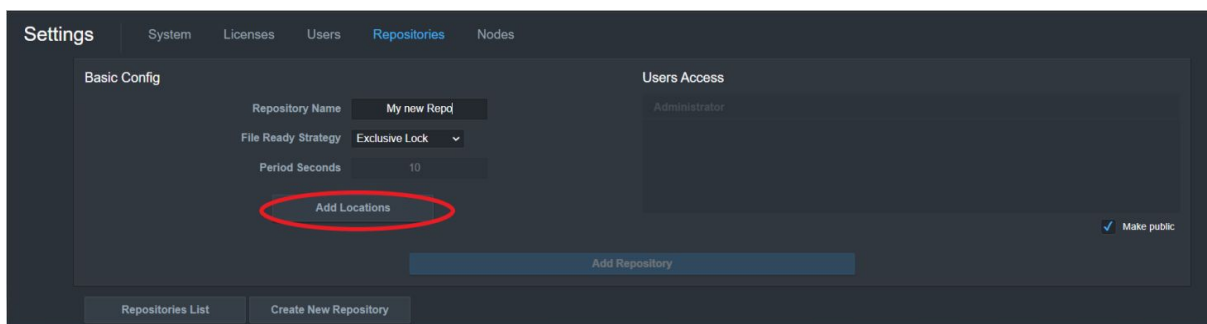 Settings System Licenses Users Repositories Nodes
Basic Config
Repository Name My new Repo
File Ready Strategy Exclusive Lock
Period Seconds 10
Add Locations
Users Access
Administrator
Make public
Add Repository
Repositories List Create New Repository